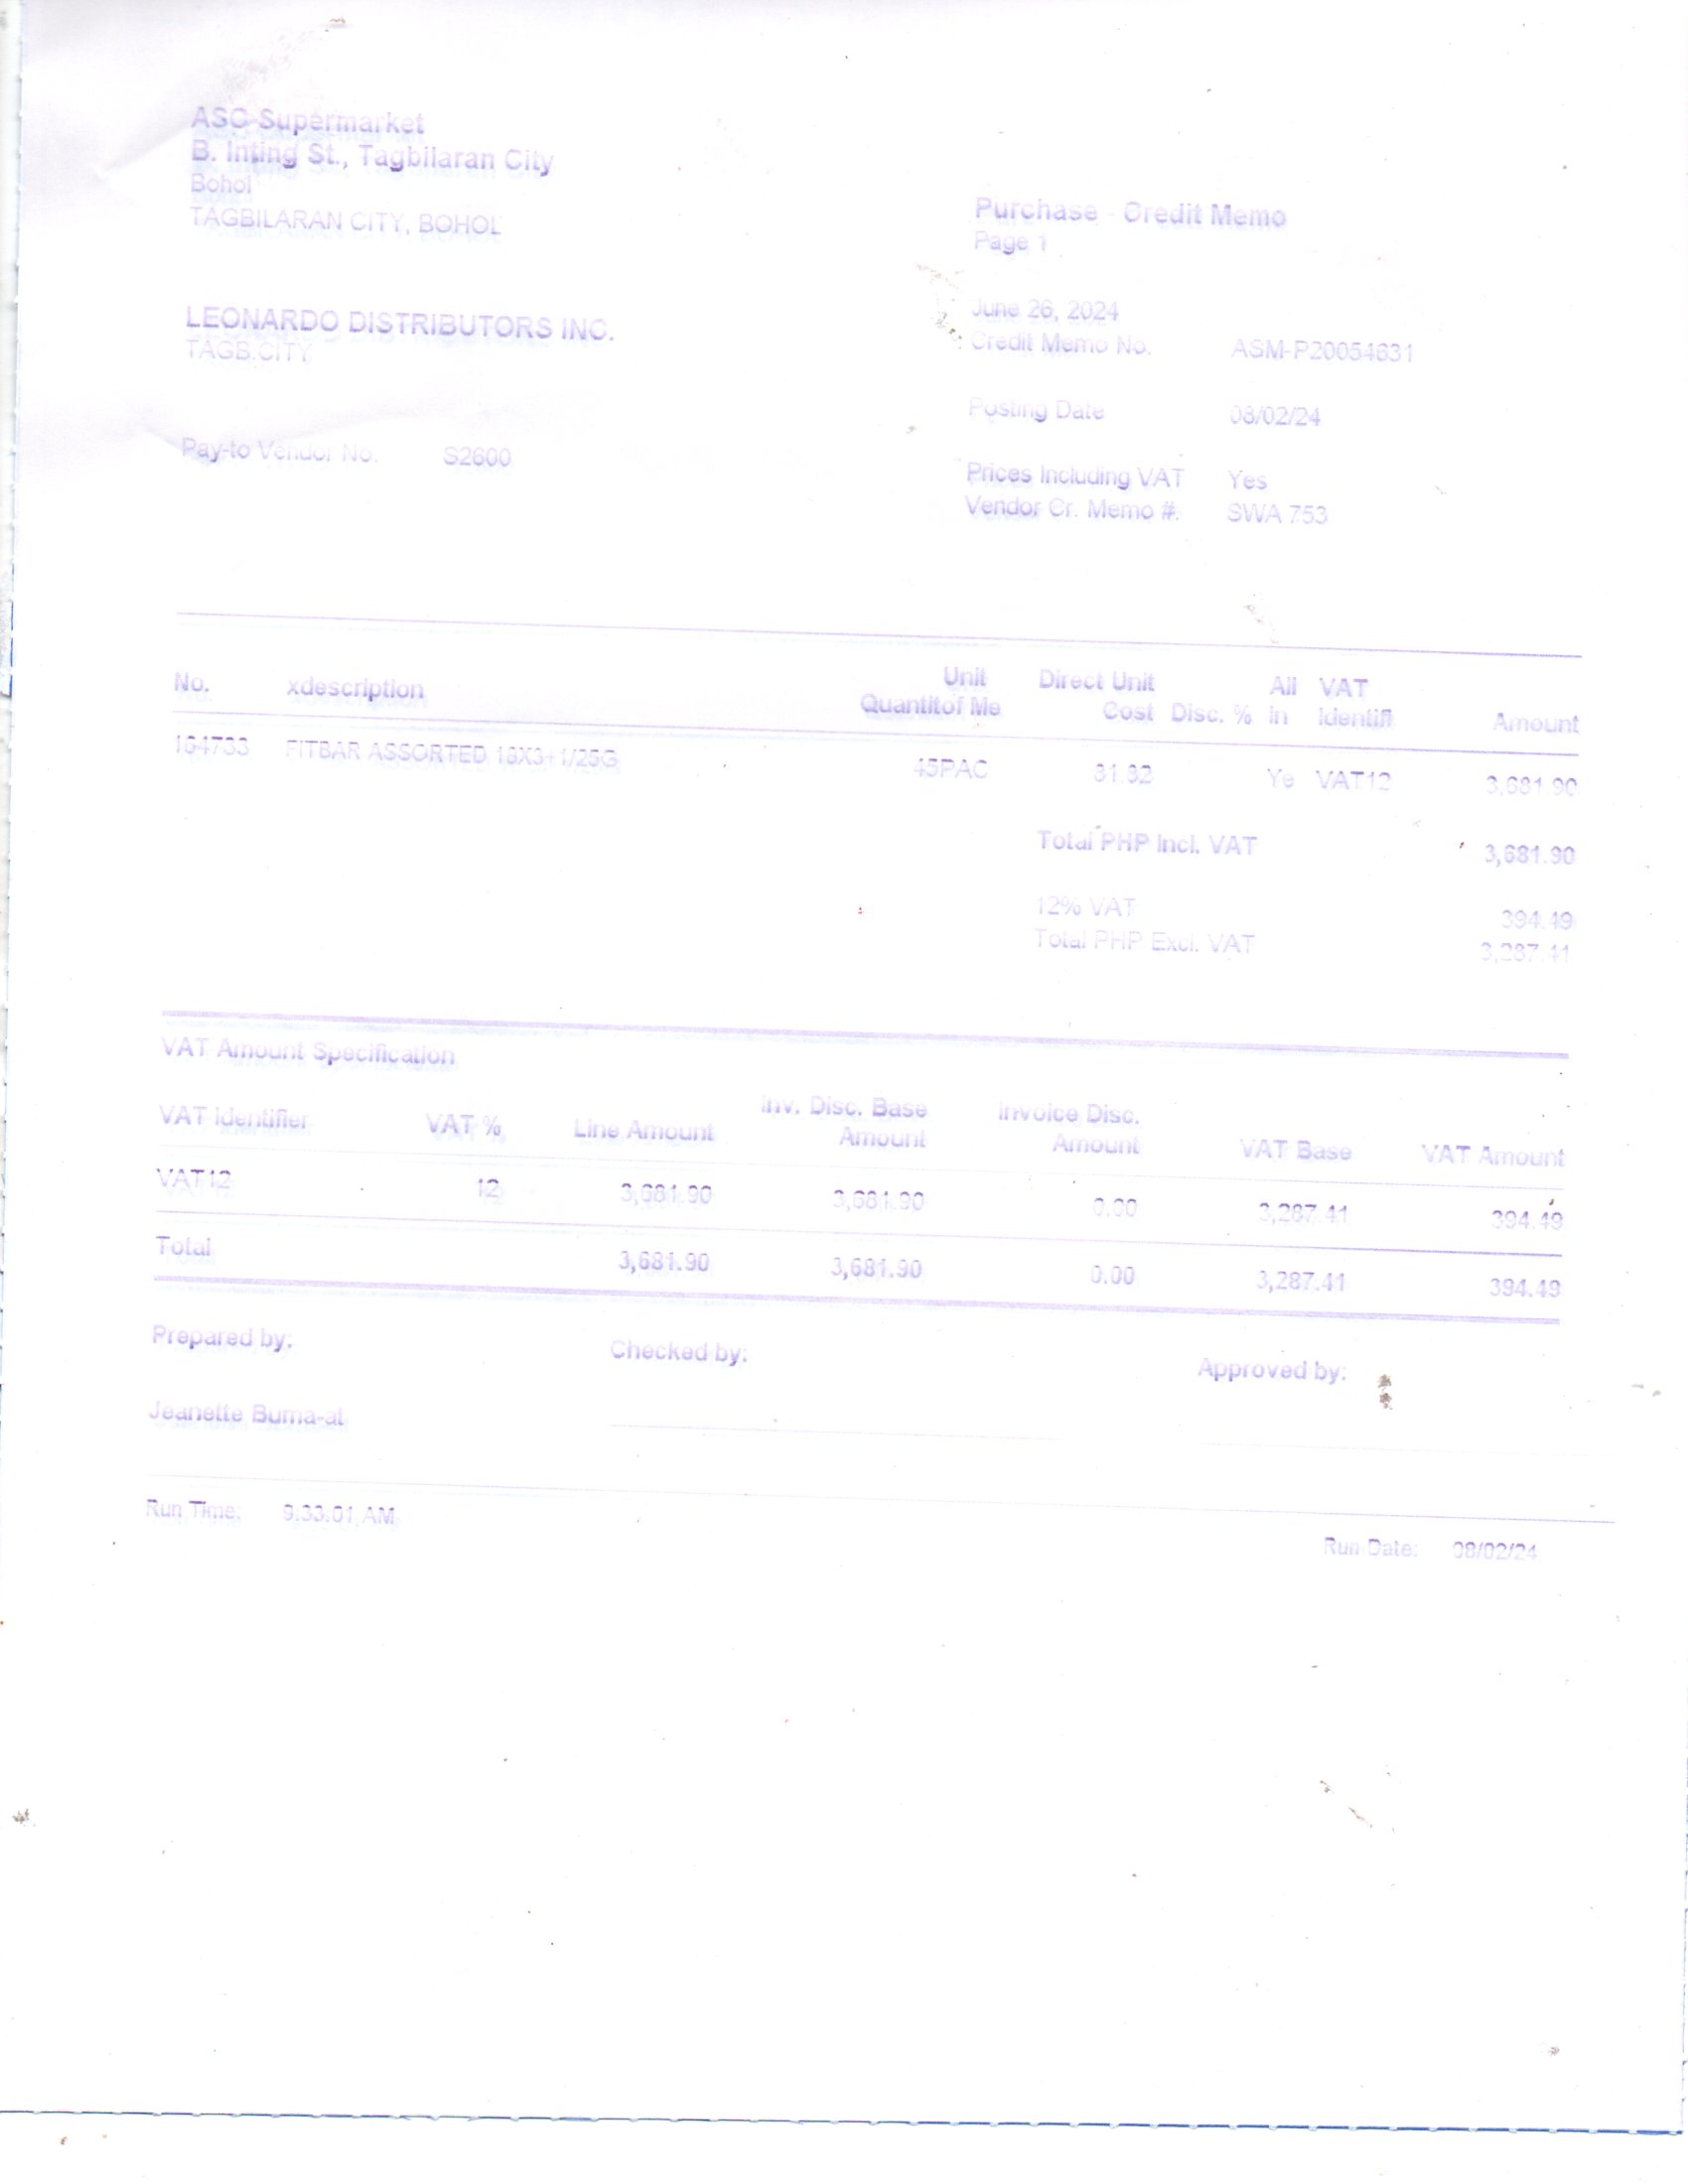 ASC Supermarket
B. Inting St., Tagbilaran City
Bohol
TAGBILARAN CITY, BOHOL
Purchase - Credit Memo
Page 1
LEONARDO DISTRIBUTORS INC.
TAGB.CITY
June 26, 2024
Credit Memo No. ASM-P20054631
Posting Date 08/02/24
Pay-to Vendor No. S2600
Prices Including VAT Yes
Vendor Cr. Memo #. SWA 753
No. xdescription Quantit Unit of Me Direct Unit Cost Disc. % All in VAT Identifi Amount
164733 FITBAR ASSORTED 18X3+1/25G 45 PAC 81.82 Ye VAT12 3,681.90
Total PHP Incl. VAT 3,681.90
12% VAT 394.49
Total PHP Excl. VAT 3,287.41
VAT Amount Specification
VAT Identifier VAT % Line Amount Inv. Disc. Base Amount Invoice Disc. Amount VAT Base VAT Amount
VAT12 12 3,681.90 3,681.90 0.00 3,287.41 394.49
Total 3,681.90 3,681.90 0.00 3,287.41 394.49
Prepared by: Checked by: Approved by:
Jeanette Buma-at
Run Time: 9:33:01 AM
Run Date: 08/02/24